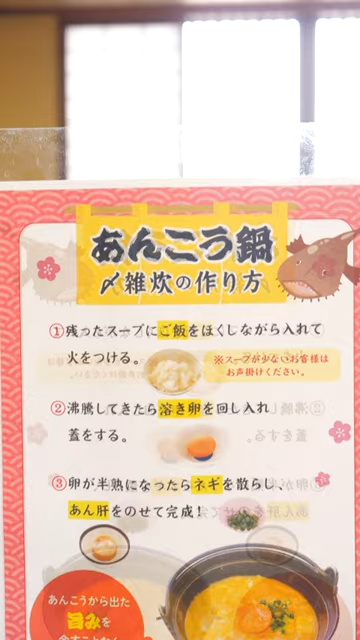 あんこう鍋
〆雑炊の作り方
①残ったスープにご飯をほくしながら入れて
火をつける。
※スープが少ないお客様は
お声掛けください。
②沸騰してきたら溶き卵を回し入れ
蓋をする。
③卵が半熟になったらネギを散らし、
あん肝をのせて完成!
あんこうから出た
旨みを